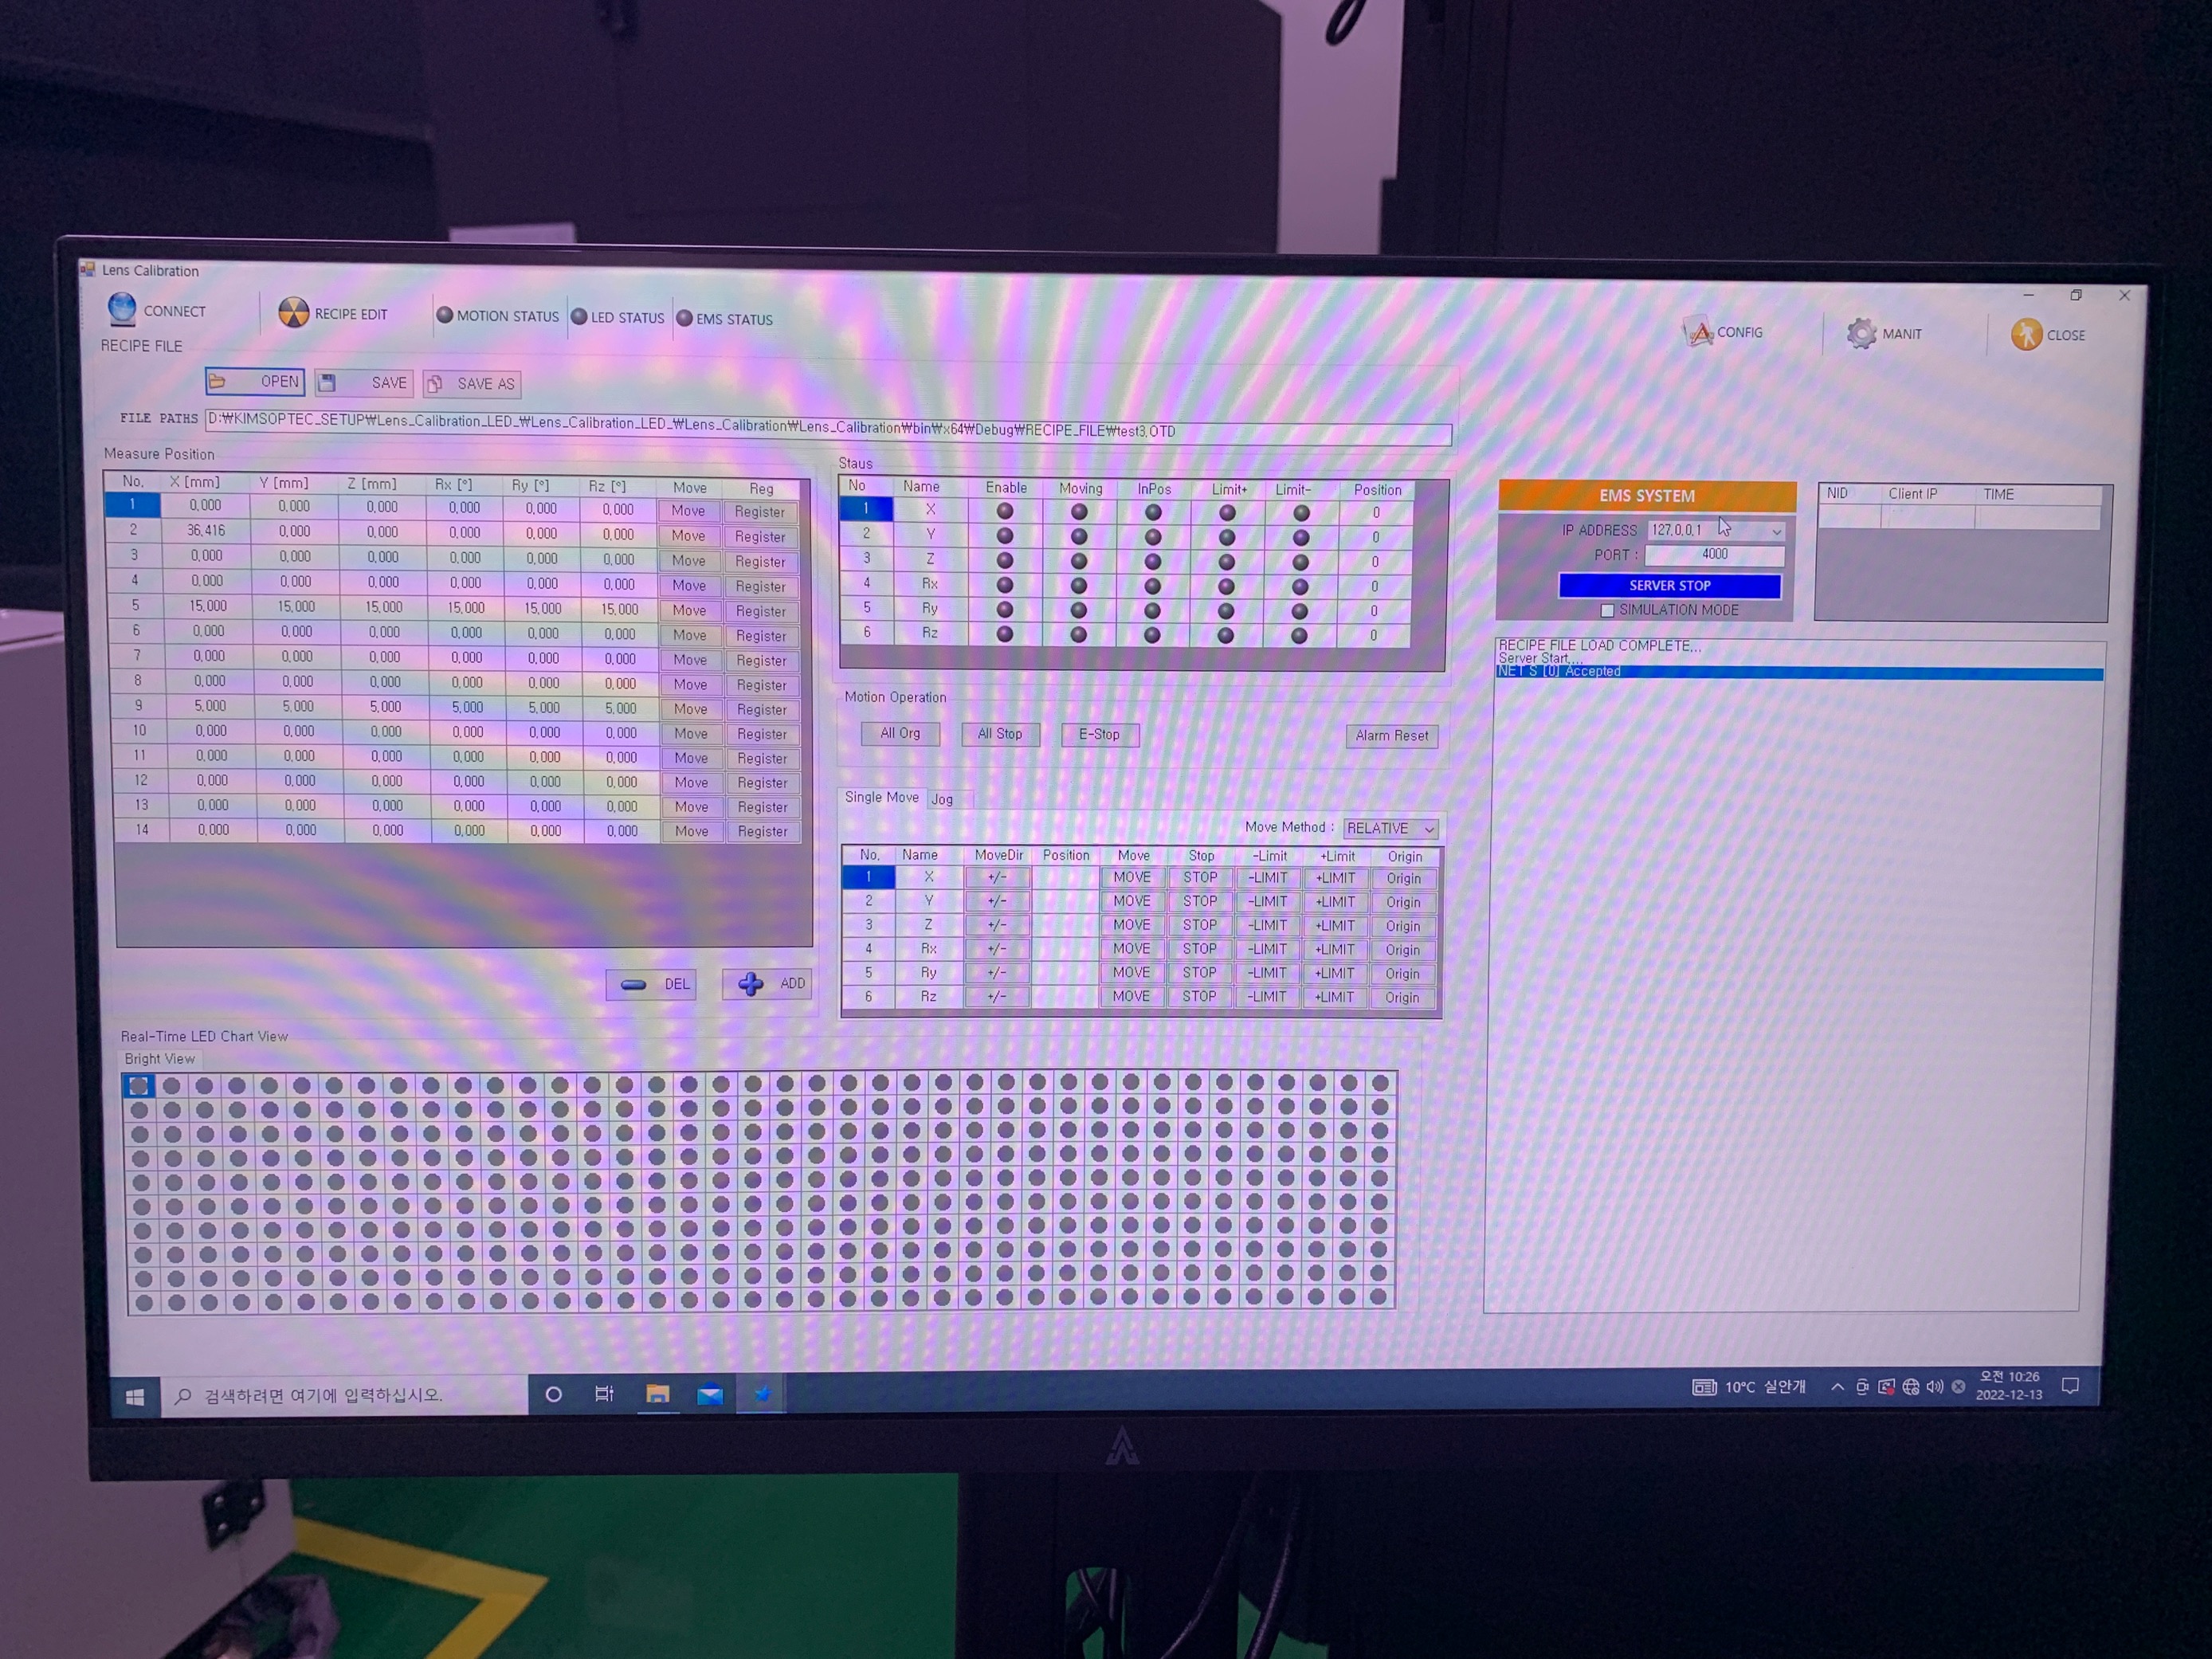 Lens Calibration
CONNECT RECIPE EDIT MOTION STATUS LED STATUS EMS STATUS CONFIG MANIT CLOSE
RECIPE FILE
OPEN SAVE SAVE AS
FILE PATHS D:₩KIMSOPTEC_SETUP₩Lens_Calibration_LED_₩Lens_Calibration_LED_₩Lens_Calibration₩Lens_Calibration₩bin₩x64₩Debug₩RECIPE_FILE₩test3.OTD
Measure Position
No. X [mm] Y [mm] Z [mm] Rx [°] Ry [°] Rz [°] Move Reg
1 0,000 0,000 0,000 0,000 0,000 0,000 Move Register
2 36,416 0,000 0,000 0,000 0,000 0,000 Move Register
3 0,000 0,000 0,000 0,000 0,000 0,000 Move Register
4 0,000 0,000 0,000 0,000 0,000 0,000 Move Register
5 15,000 15,000 15,000 15,000 15,000 15,000 Move Register
6 0,000 0,000 0,000 0,000 0,000 0,000 Move Register
7 0,000 0,000 0,000 0,000 0,000 0,000 Move Register
8 0,000 0,000 0,000 0,000 0,000 0,000 Move Register
9 5,000 5,000 5,000 5,000 5,000 5,000 Move Register
10 0,000 0,000 0,000 0,000 0,000 0,000 Move Register
11 0,000 0,000 0,000 0,000 0,000 0,000 Move Register
12 0,000 0,000 0,000 0,000 0,000 0,000 Move Register
13 0,000 0,000 0,000 0,000 0,000 0,000 Move Register
14 0,000 0,000 0,000 0,000 0,000 0,000 Move Register
DEL ADD
Staus
No Name Enable Moving InPos Limit+ Limit- Position
1 X 0
2 Y 0
3 Z 0
4 Rx 0
5 Ry 0
6 Rz 0
Motion Operation
All Org All Stop E-Stop Alarm Reset
Single Move Jog
Move Method : RELATIVE
No, Name MoveDir Position Move Stop -Limit +Limit Origin
1 X +/- MOVE STOP -LIMIT +LIMIT Origin
2 Y +/- MOVE STOP -LIMIT +LIMIT Origin
3 Z +/- MOVE STOP -LIMIT +LIMIT Origin
4 Rx +/- MOVE STOP -LIMIT +LIMIT Origin
5 Ry +/- MOVE STOP -LIMIT +LIMIT Origin
6 Rz +/- MOVE STOP -LIMIT +LIMIT Origin
EMS SYSTEM
IP ADDRESS 127,0,0,1
PORT : 4000
SERVER STOP
SIMULATION MODE
NID Client IP TIME
RECIPE FILE LOAD COMPLETE...
Server Start....
NET S [0] Accepted
Real-Time LED Chart View
Bright View
검색하려면 여기에 입력하십시오.
10°C 실안개
오전 10:26
2022-12-13